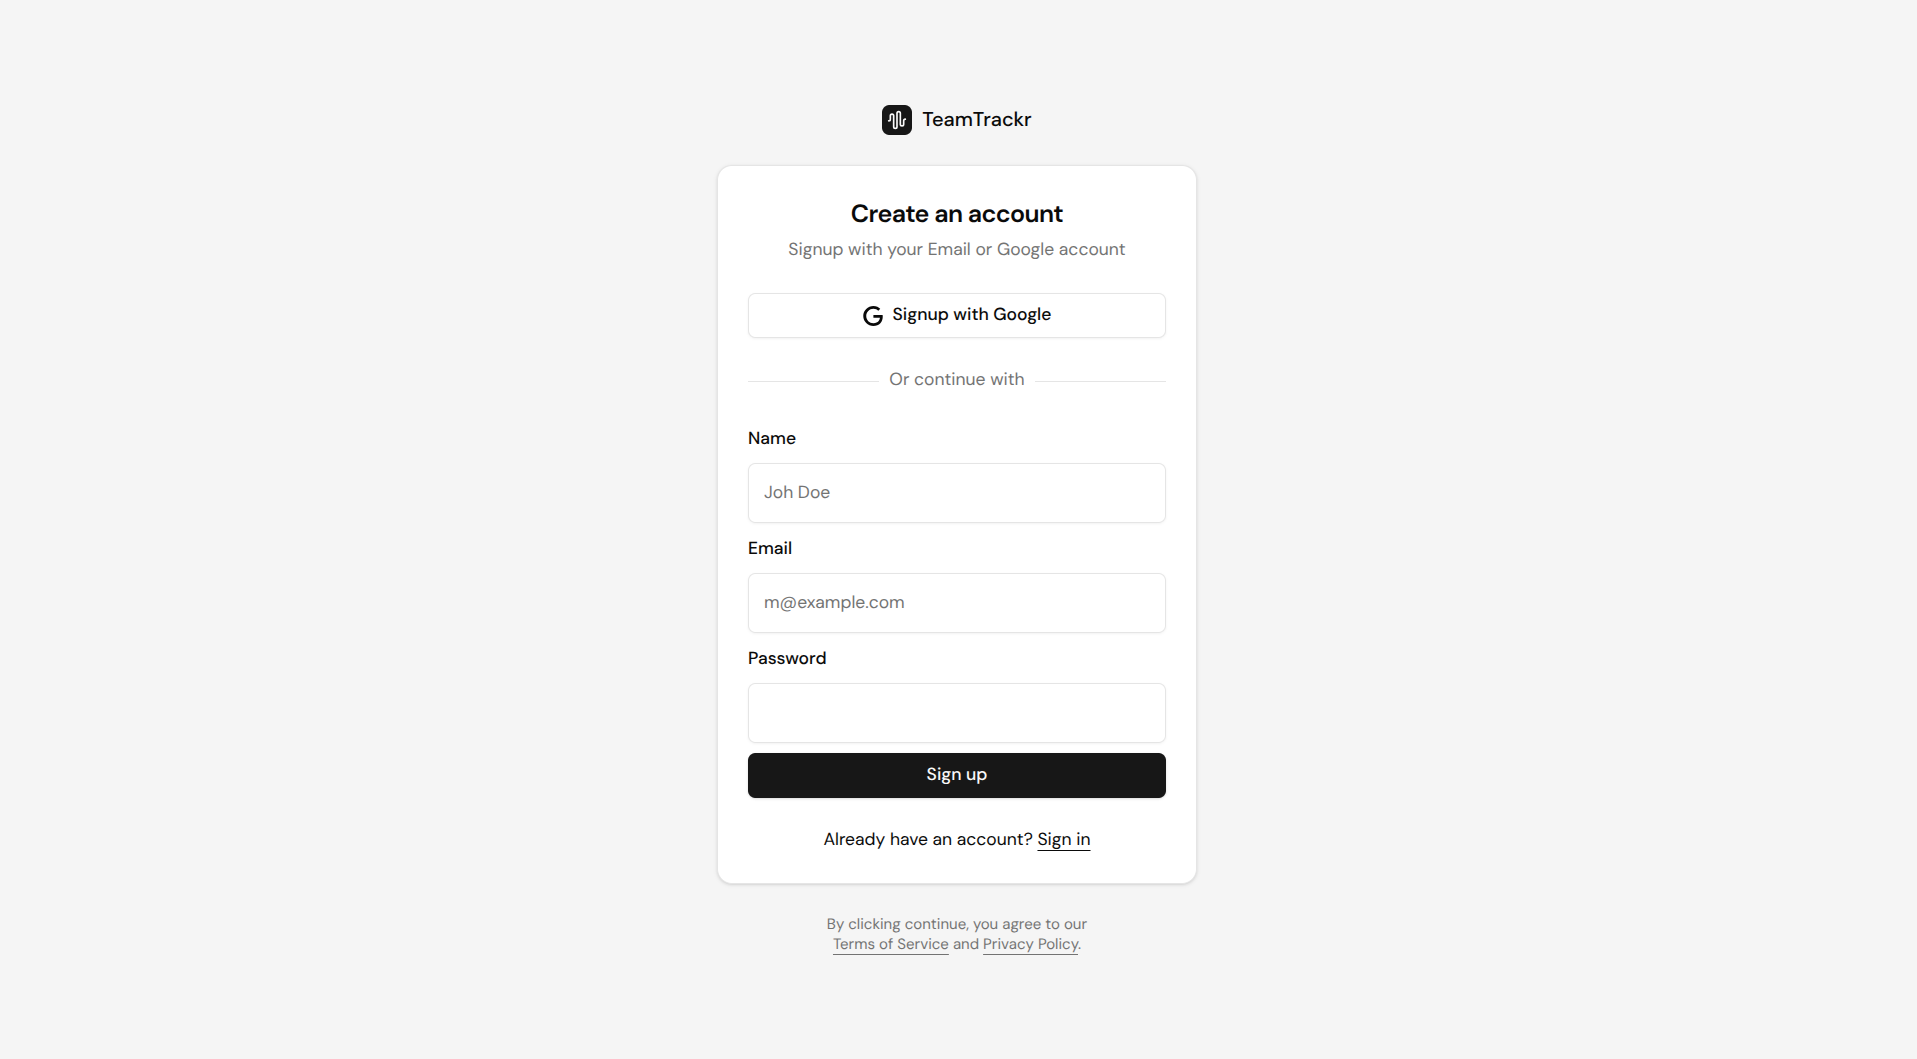 TeamTrackr
Create an account
Signup with your Email or Google account
Signup with Google
Or continue with
Name
Joh Doe
Email
m@example.com
Password
Sign up
Already have an account? Sign in
By clicking continue, you agree to our
Terms of Service and Privacy Policy.